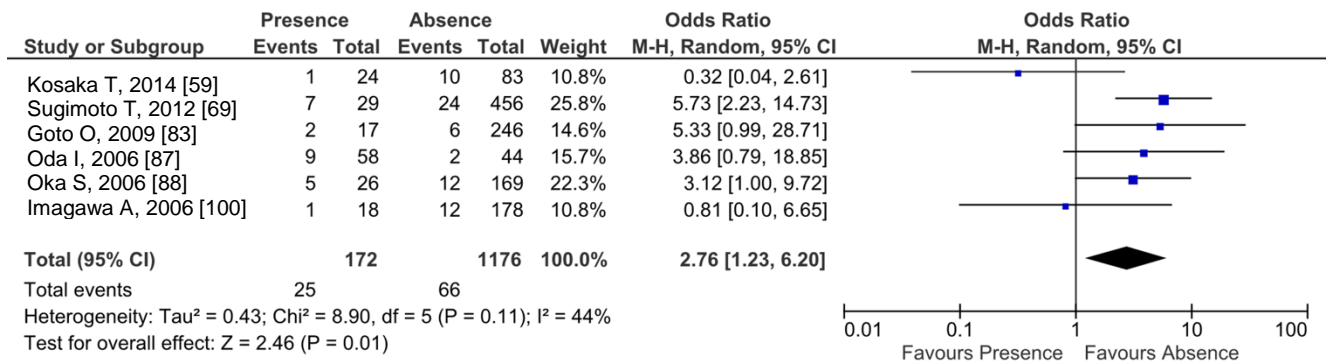 Presence Absence Odds Ratio Odds Ratio
Study or Subgroup Events Total Events Total Weight M-H, Random, 95% CI M-H, Random, 95% CI
Kosaka T, 2014 [59] 1 24 10 83 10.8% 0.32 [0.04, 2.61]
Sugimoto T, 2012 [69] 7 29 24 456 25.8% 5.73 [2.23, 14.73]
Goto O, 2009 [83] 2 17 6 246 14.6% 5.33 [0.99, 28.71]
Oda I, 2006 [87] 9 58 2 44 15.7% 3.86 [0.79, 18.85]
Oka S, 2006 [88] 5 26 12 169 22.3% 3.12 [1.00, 9.72]
Imagawa A, 2006 [100] 1 18 12 178 10.8% 0.81 [0.10, 6.65]
Total (95% CI) 172 1176 100.0% 2.76 [1.23, 6.20]
Total events 25 66
Heterogeneity: Tau² = 0.43; Chi² = 8.90, df = 5 (P = 0.11); I² = 44%
Test for overall effect: Z = 2.46 (P = 0.01)
0.01 0.1 1 10 100
Favours Presence Favours Absence